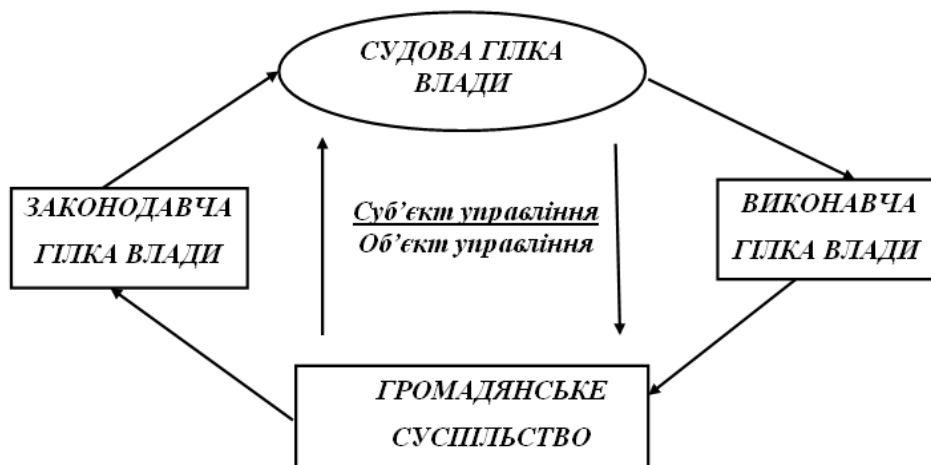 СУДОВА ГІЛКА
ВЛАДИ
ЗАКОНОДАВЧА
ГІЛКА ВЛАДИ
Суб’єкт управління
Об’єкт управління
ВИКОНАВЧА
ГІЛКА ВЛАДИ
ГРОМАДЯНСЬКЕ
СУСПІЛЬСТВО